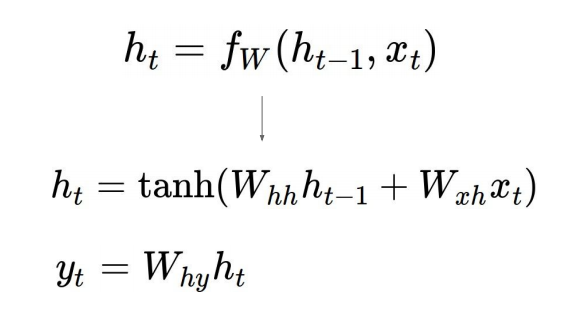 h_t = f_W(h_{t-1}, x_t)
↓
h_t = tanh(W_{hh}h_{t-1} + W_{xh}x_t)
y_t = W_{hy}h_t